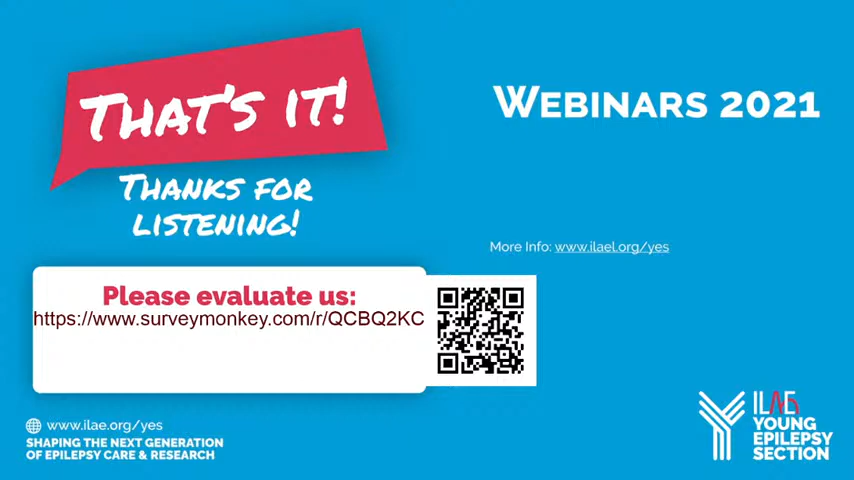 THAT'S IT!
THANKS FOR
LISTENING!
WEBINARS 2021
More Info: www.ilael.org/yes
Please evaluate us:
https://www.surveymonkey.com/r/QCBQ2KC
www.ilae.org/yes
SHAPING THE NEXT GENERATION
OF EPILEPSY CARE & RESEARCH
ILAE
YOUNG
EPILEPSY
SECTION